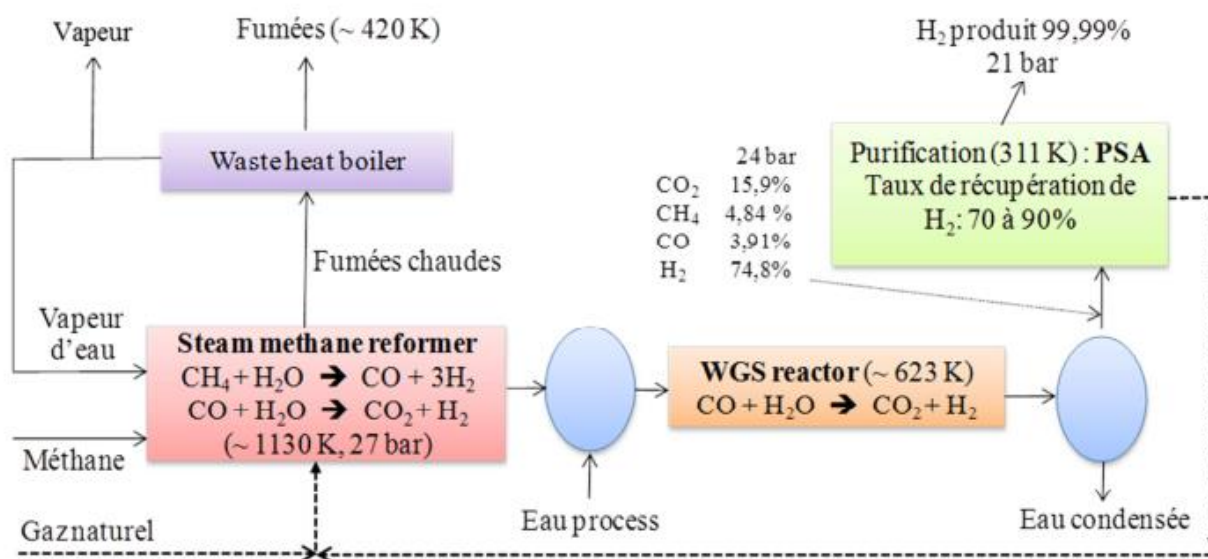 Vapeur
Fumées (~ 420 K)
H₂ produit 99,99%
21 bar
Waste heat boiler
Purification (311 K) : PSA
Taux de récupération de
H₂: 70 à 90%
24 bar
CO₂ 15,9%
CH₄ 4,84 %
CO 3,91%
H₂ 74,8%
Fumées chaudes
Vapeur
d’eau
Steam methane reformer
CH₄ + H₂O ➔ CO + 3H₂
CO + H₂O ➔ CO₂ + H₂
(~ 1130 K, 27 bar)
WGS reactor (~ 623 K)
CO + H₂O ➔ CO₂ + H₂
Méthane
Gaz naturel
Eau process
Eau condensée